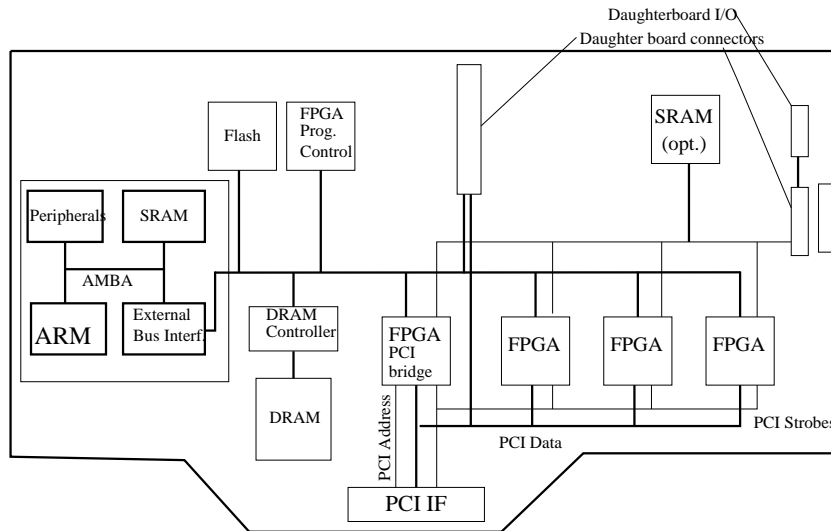 Daughterboard I/O
Daughter board connectors
Flash
FPGA
Prog.
Control
SRAM
(opt.)
Peripherals
SRAM
AMBA
ARM
External
Bus Interf.
DRAM
Controller
DRAM
FPGA
PCI
bridge
FPGA
FPGA
FPGA
PCI Address
PCI Data
PCI Strobes
PCI IF